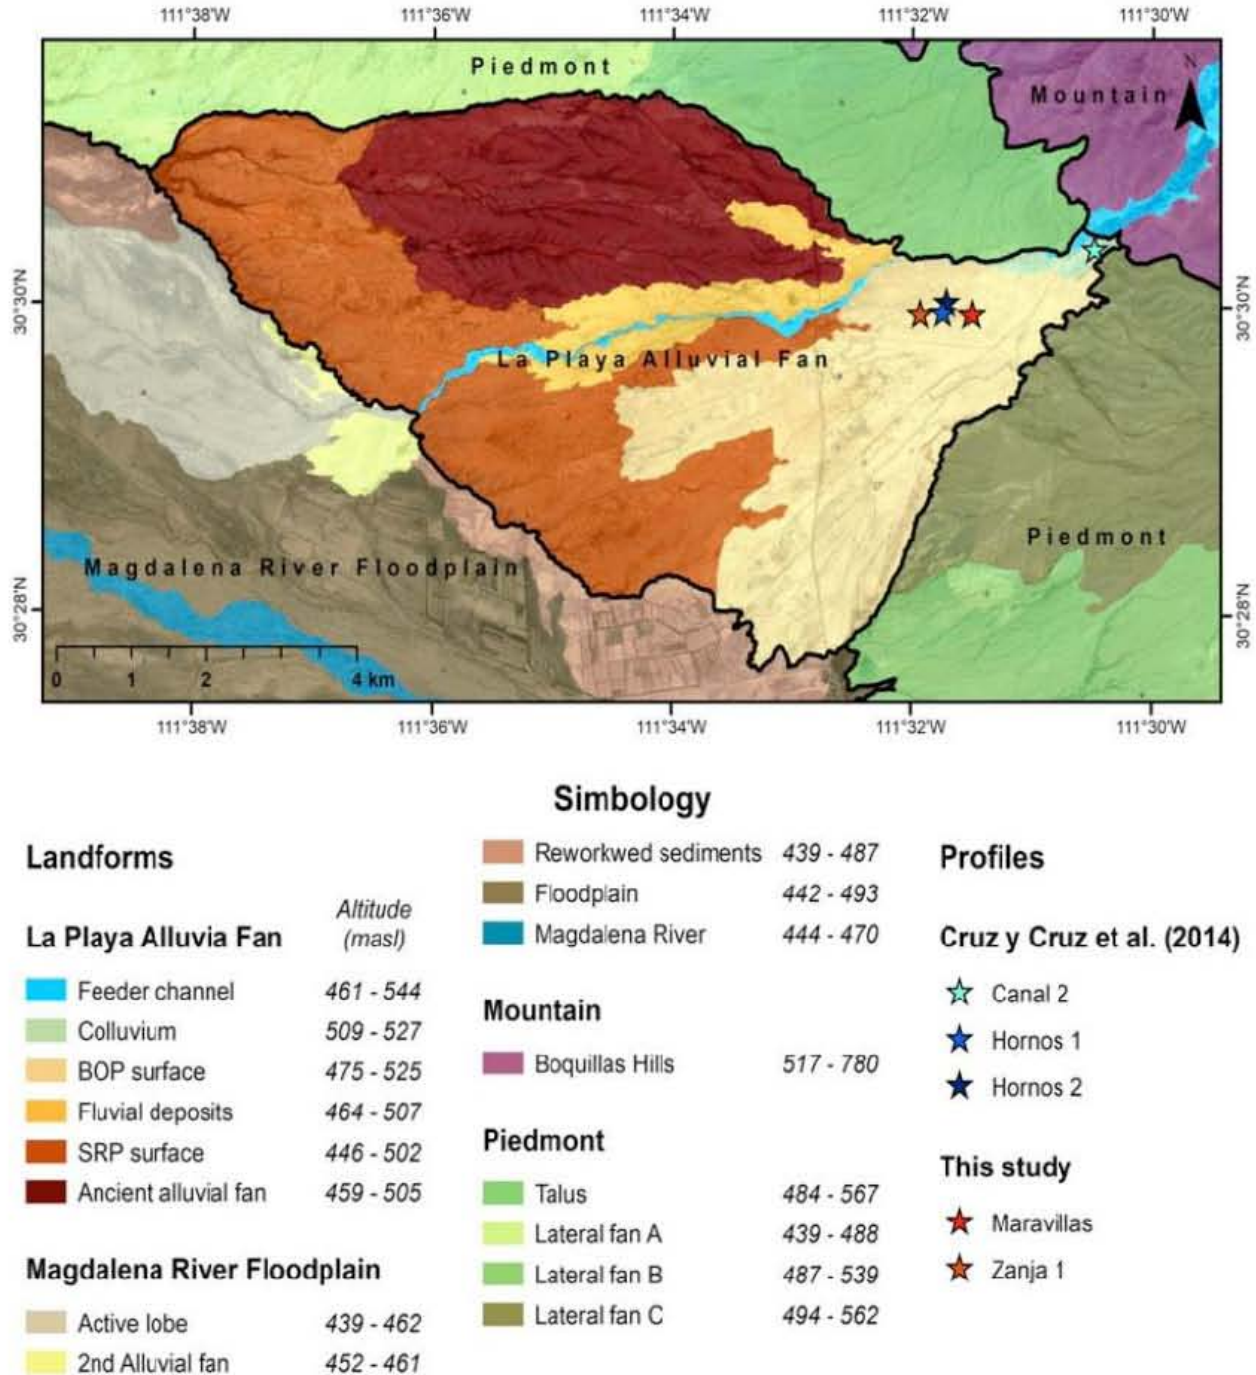 111°38'W 111°36'W 111°34'W 111°32'W 111°30'W
Piedmont
Mountain
N
30°30'N
30°30'N
La Playa Alluvial Fan
Piedmont
Magdalena River Floodplain
30°28'N
30°28'N
0 1 2 4 km
111°38'W 111°36'W 111°34'W 111°32'W 111°30'W
Simbology
Landforms
Altitude
La Playa Alluvia Fan (masl)
Feeder channel 461 - 544
Colluvium 509 - 527
BOP surface 475 - 525
Fluvial deposits 464 - 507
SRP surface 446 - 502
Ancient alluvial fan 459 - 505
Magdalena River Floodplain
Active lobe 439 - 462
2nd Alluvial fan 452 - 461
Reworkwed sediments 439 - 487
Floodplain 442 - 493
Magdalena River 444 - 470
Mountain
Boquillas Hills 517 - 780
Piedmont
Talus 484 - 567
Lateral fan A 439 - 488
Lateral fan B 487 - 539
Lateral fan C 494 - 562
Profiles
Cruz y Cruz et al. (2014)
Canal 2
Hornos 1
Hornos 2
This study
Maravillas
Zanja 1